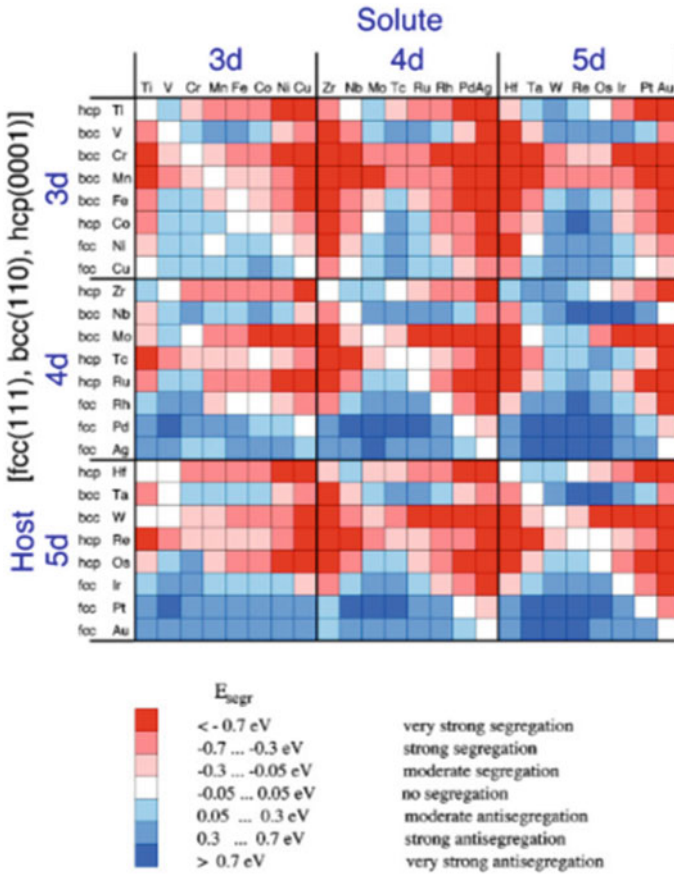 Solute
3d 4d 5d
Ti V Cr Mn Fe Co Ni Cu Zr Nb Mo Tc Ru Rh Pd Ag Hf Ta W Re Os Ir Pt Au
Host [fcc(111), bcc(110), hcp(0001)]
3d
hcp Ti
bcc V
bcc Cr
bcc Mn
bcc Fe
hcp Co
fcc Ni
fcc Cu
4d
hcp Zr
bcc Nb
bcc Mo
hcp Tc
hcp Ru
fcc Rh
fcc Pd
fcc Ag
5d
hcp Hf
bcc Ta
bcc W
hcp Re
hcp Os
fcc Ir
fcc Pt
fcc Au
E segr
< - 0.7 eV very strong segregation
-0.7 ... -0.3 eV strong segregation
-0.3 ... -0.05 eV moderate segregation
-0.05 ... 0.05 eV no segregation
0.05 ... 0.3 eV moderate antisegregation
0.3 ... 0.7 eV strong antisegregation
> 0.7 eV very strong antisegregation